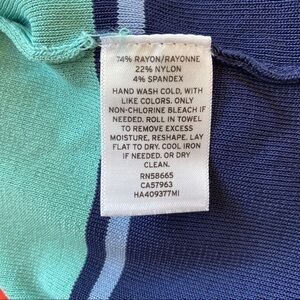 74% RAYON/RAYONNE
22% NYLON
4% SPANDEX
HAND WASH COLD, WITH
LIKE COLORS. ONLY
NON-CHLORINE BLEACH IF
NEEDED. ROLL IN TOWEL
TO REMOVE EXCESS
MOISTURE, RESHAPE. LAY
FLAT TO DRY. COOL IRON
IF NEEDED. OR DRY
CLEAN.
RN58665
CA57963
HA409377MI